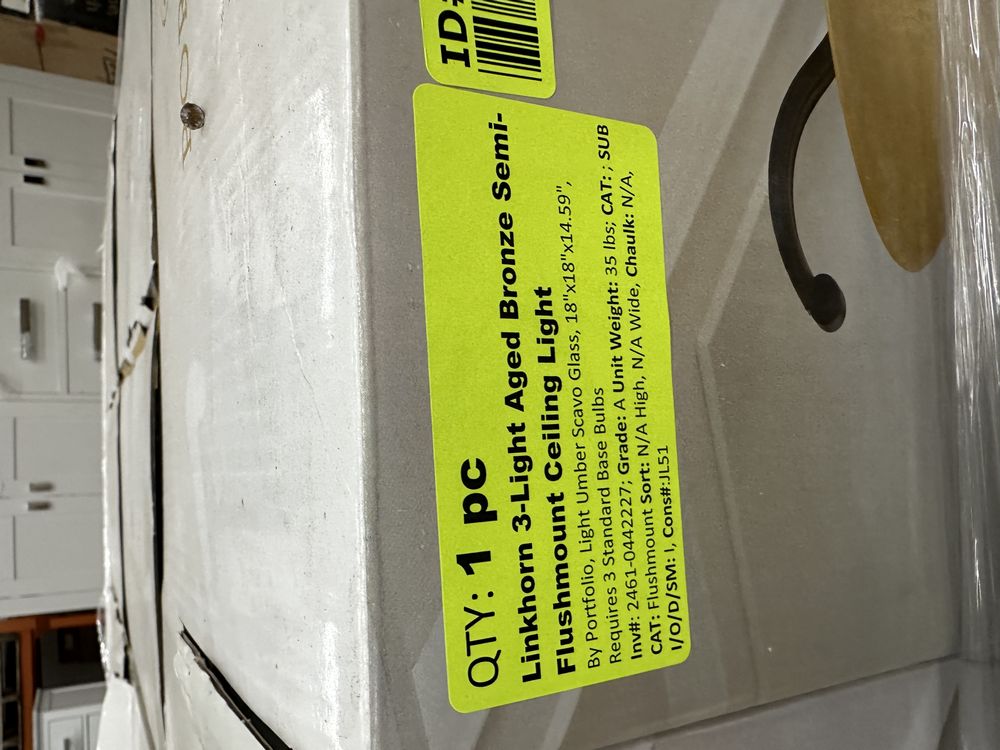 ID#
QTY: 1 pc
Linkhorn 3-Light Aged Bronze Semi-
Flushmount Ceiling Light
By Portfolio, Light Umber Scavo Glass, 18"x18"x14.59",
Requires 3 Standard Base Bulbs
Inv#: 2461-0442227; Grade: A Unit Weight: 35 lbs; CAT: ; SUB
CAT: Flushmount Sort: N/A High, N/A Wide, Chaulk: N/A,
I/O/D/SM: I, Cons#:JL51